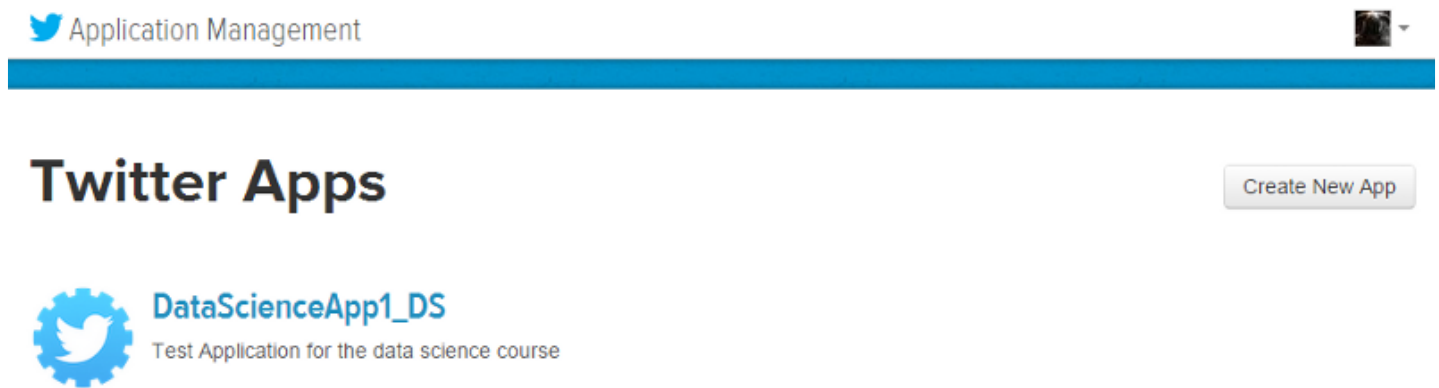 Application Management
Twitter Apps
Create New App
DataScienceApp1_DS
Test Application for the data science course